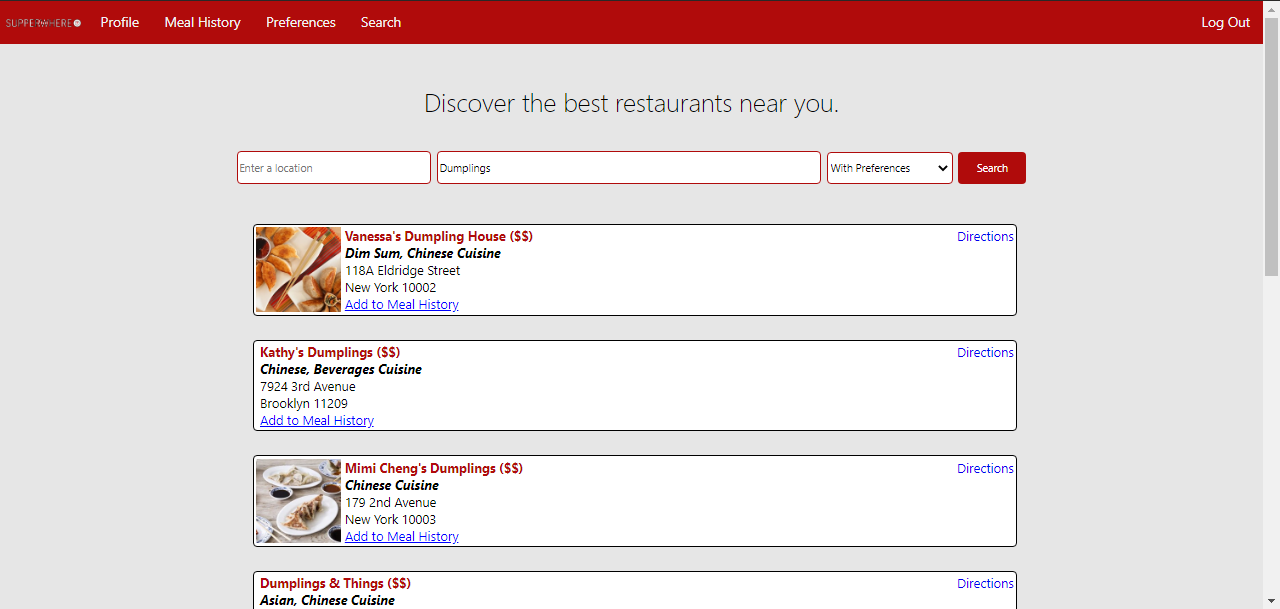 SUPPERWHERE
Profile
Meal History
Preferences
Search
Log Out
Discover the best restaurants near you.
Enter a location
Dumplings
With Preferences
Search
Vanessa's Dumpling House ($$)
Directions
Dim Sum, Chinese Cuisine
118A Eldridge Street
New York 10002
Add to Meal History
Kathy's Dumplings ($$)
Directions
Chinese, Beverages Cuisine
7924 3rd Avenue
Brooklyn 11209
Add to Meal History
Mimi Cheng's Dumplings ($$)
Directions
Chinese Cuisine
179 2nd Avenue
New York 10003
Add to Meal History
Dumplings & Things ($$)
Directions
Asian, Chinese Cuisine